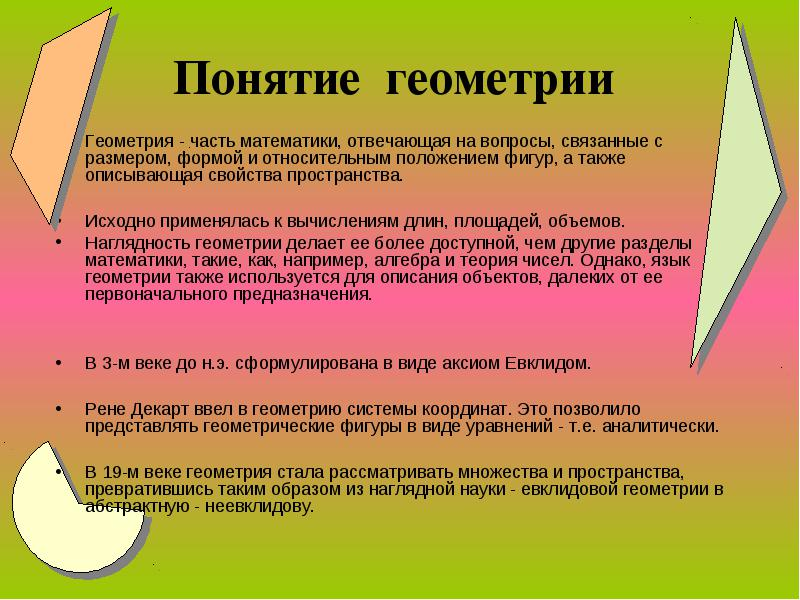 Понятие геометрии
Геометрия - часть математики, отвечающая на вопросы, связанные с
размером, формой и относительным положением фигур, а также
описывающая свойства пространства.
• Исходно применялась к вычислениям длин, площадей, объемов.
• Наглядность геометрии делает ее более доступной, чем другие разделы
математики, такие, как, например, алгебра и теория чисел. Однако, язык
геометрии также используется для описания объектов, далеких от ее
первоначального предназначения.
• В 3-м веке до н.э. сформулирована в виде аксиом Евклидом.
• Рене Декарт ввел в геометрию системы координат. Это позволило
представлять геометрические фигуры в виде уравнений - т.е. аналитически.
• В 19-м веке геометрия стала рассматривать множества и пространства,
превратившись таким образом из наглядной науки - евклидовой геометрии в
абстрактную - неевклидову.